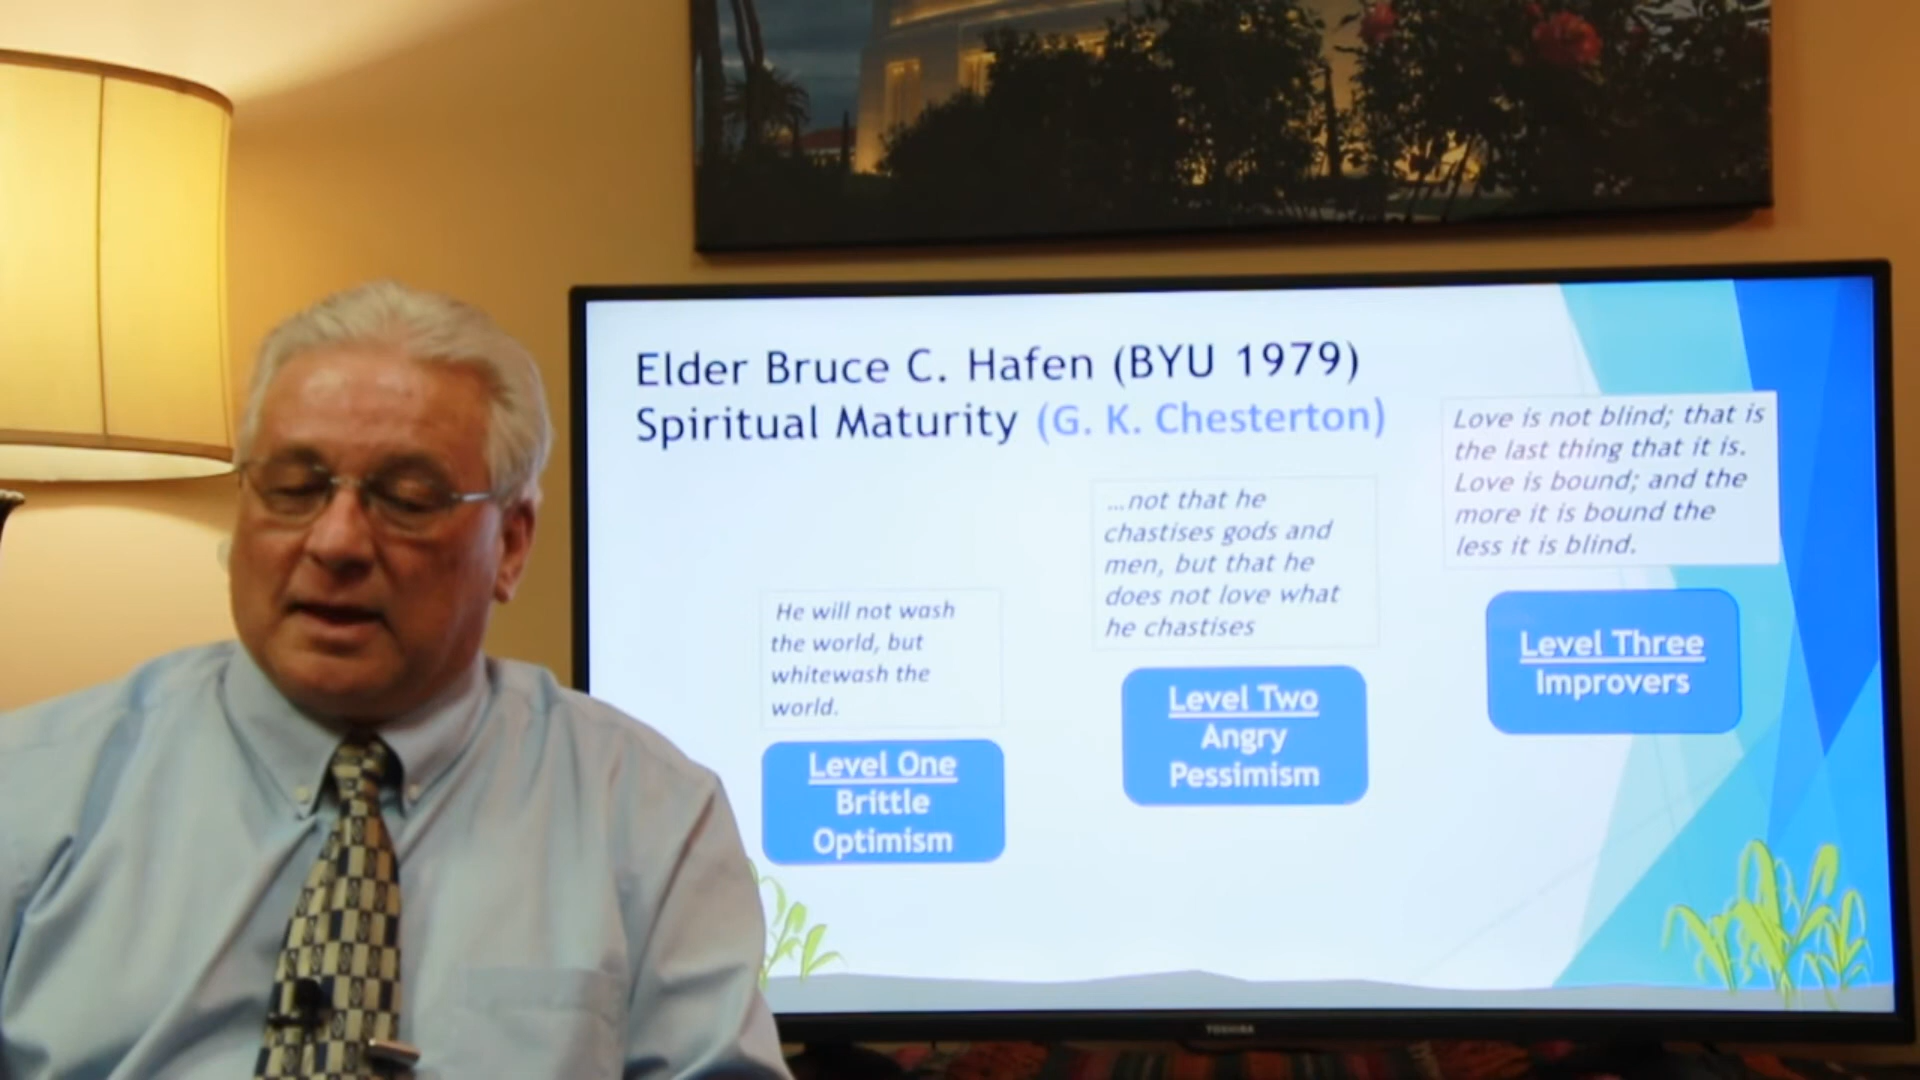 Elder Bruce C. Hafen (BYU 1979)
Spiritual Maturity (G. K. Chesterton)
He will not wash
the world, but
whitewash the
world.
Level One
Brittle
Optimism
...not that he
chastises gods and
men, but that he
does not love what
he chastises
Level Two
Angry
Pessimism
Love is not blind; that is
the last thing that it is.
Love is bound; and the
more it is bound the
less it is blind.
Level Three
Improvers
TOSHIBA